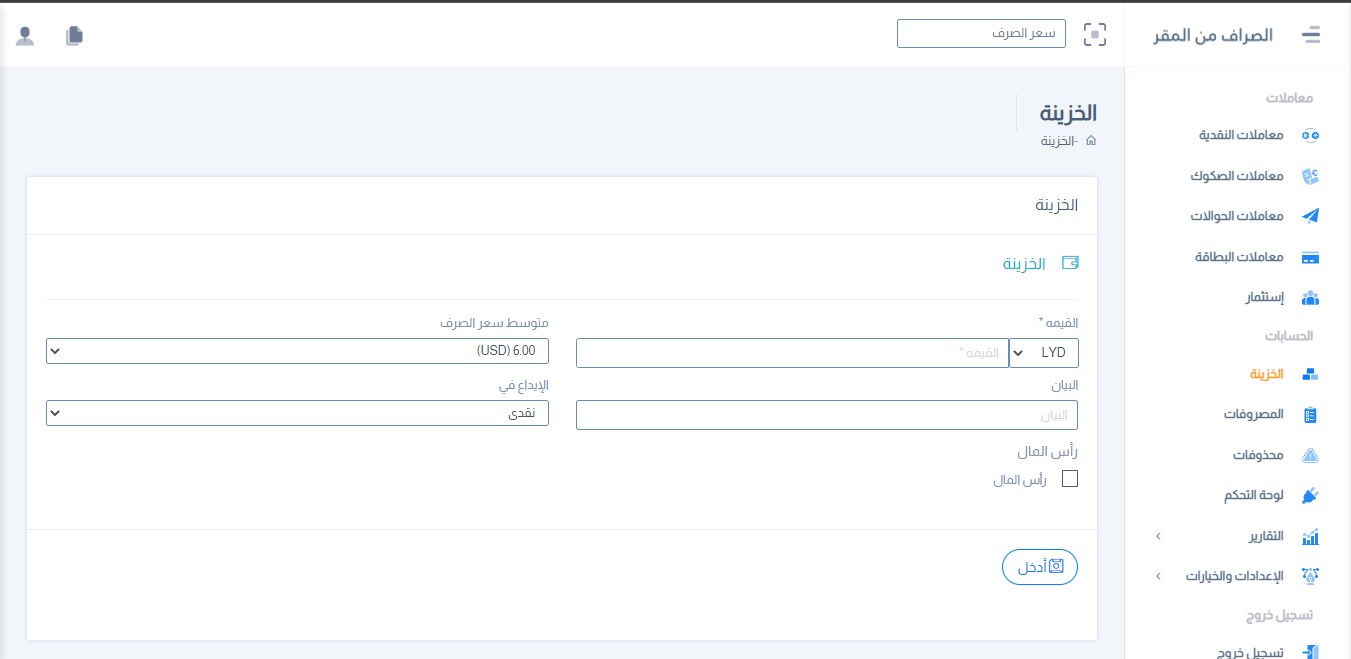 الصراف من المقر
سعر الصرف
معاملات
معاملات النقدية
معاملات الصكوك
معاملات الحوالات
معاملات البطاقة
إستثمار
الحسابات
الخزينة
المصروفات
محذوفات
لوحة التحكم
التقارير
الإعدادات والخيارات
تسجيل خروج
تسجيل خروج
الخزينة
-الخزينة
الخزينة
الخزينة
القيمه *
متوسط سعر الصرف
LYD
القيمه *
6.00 (USD)
البيان
الإيداع في
البيان
نقدى
رأس المال
رأس المال
أدخل